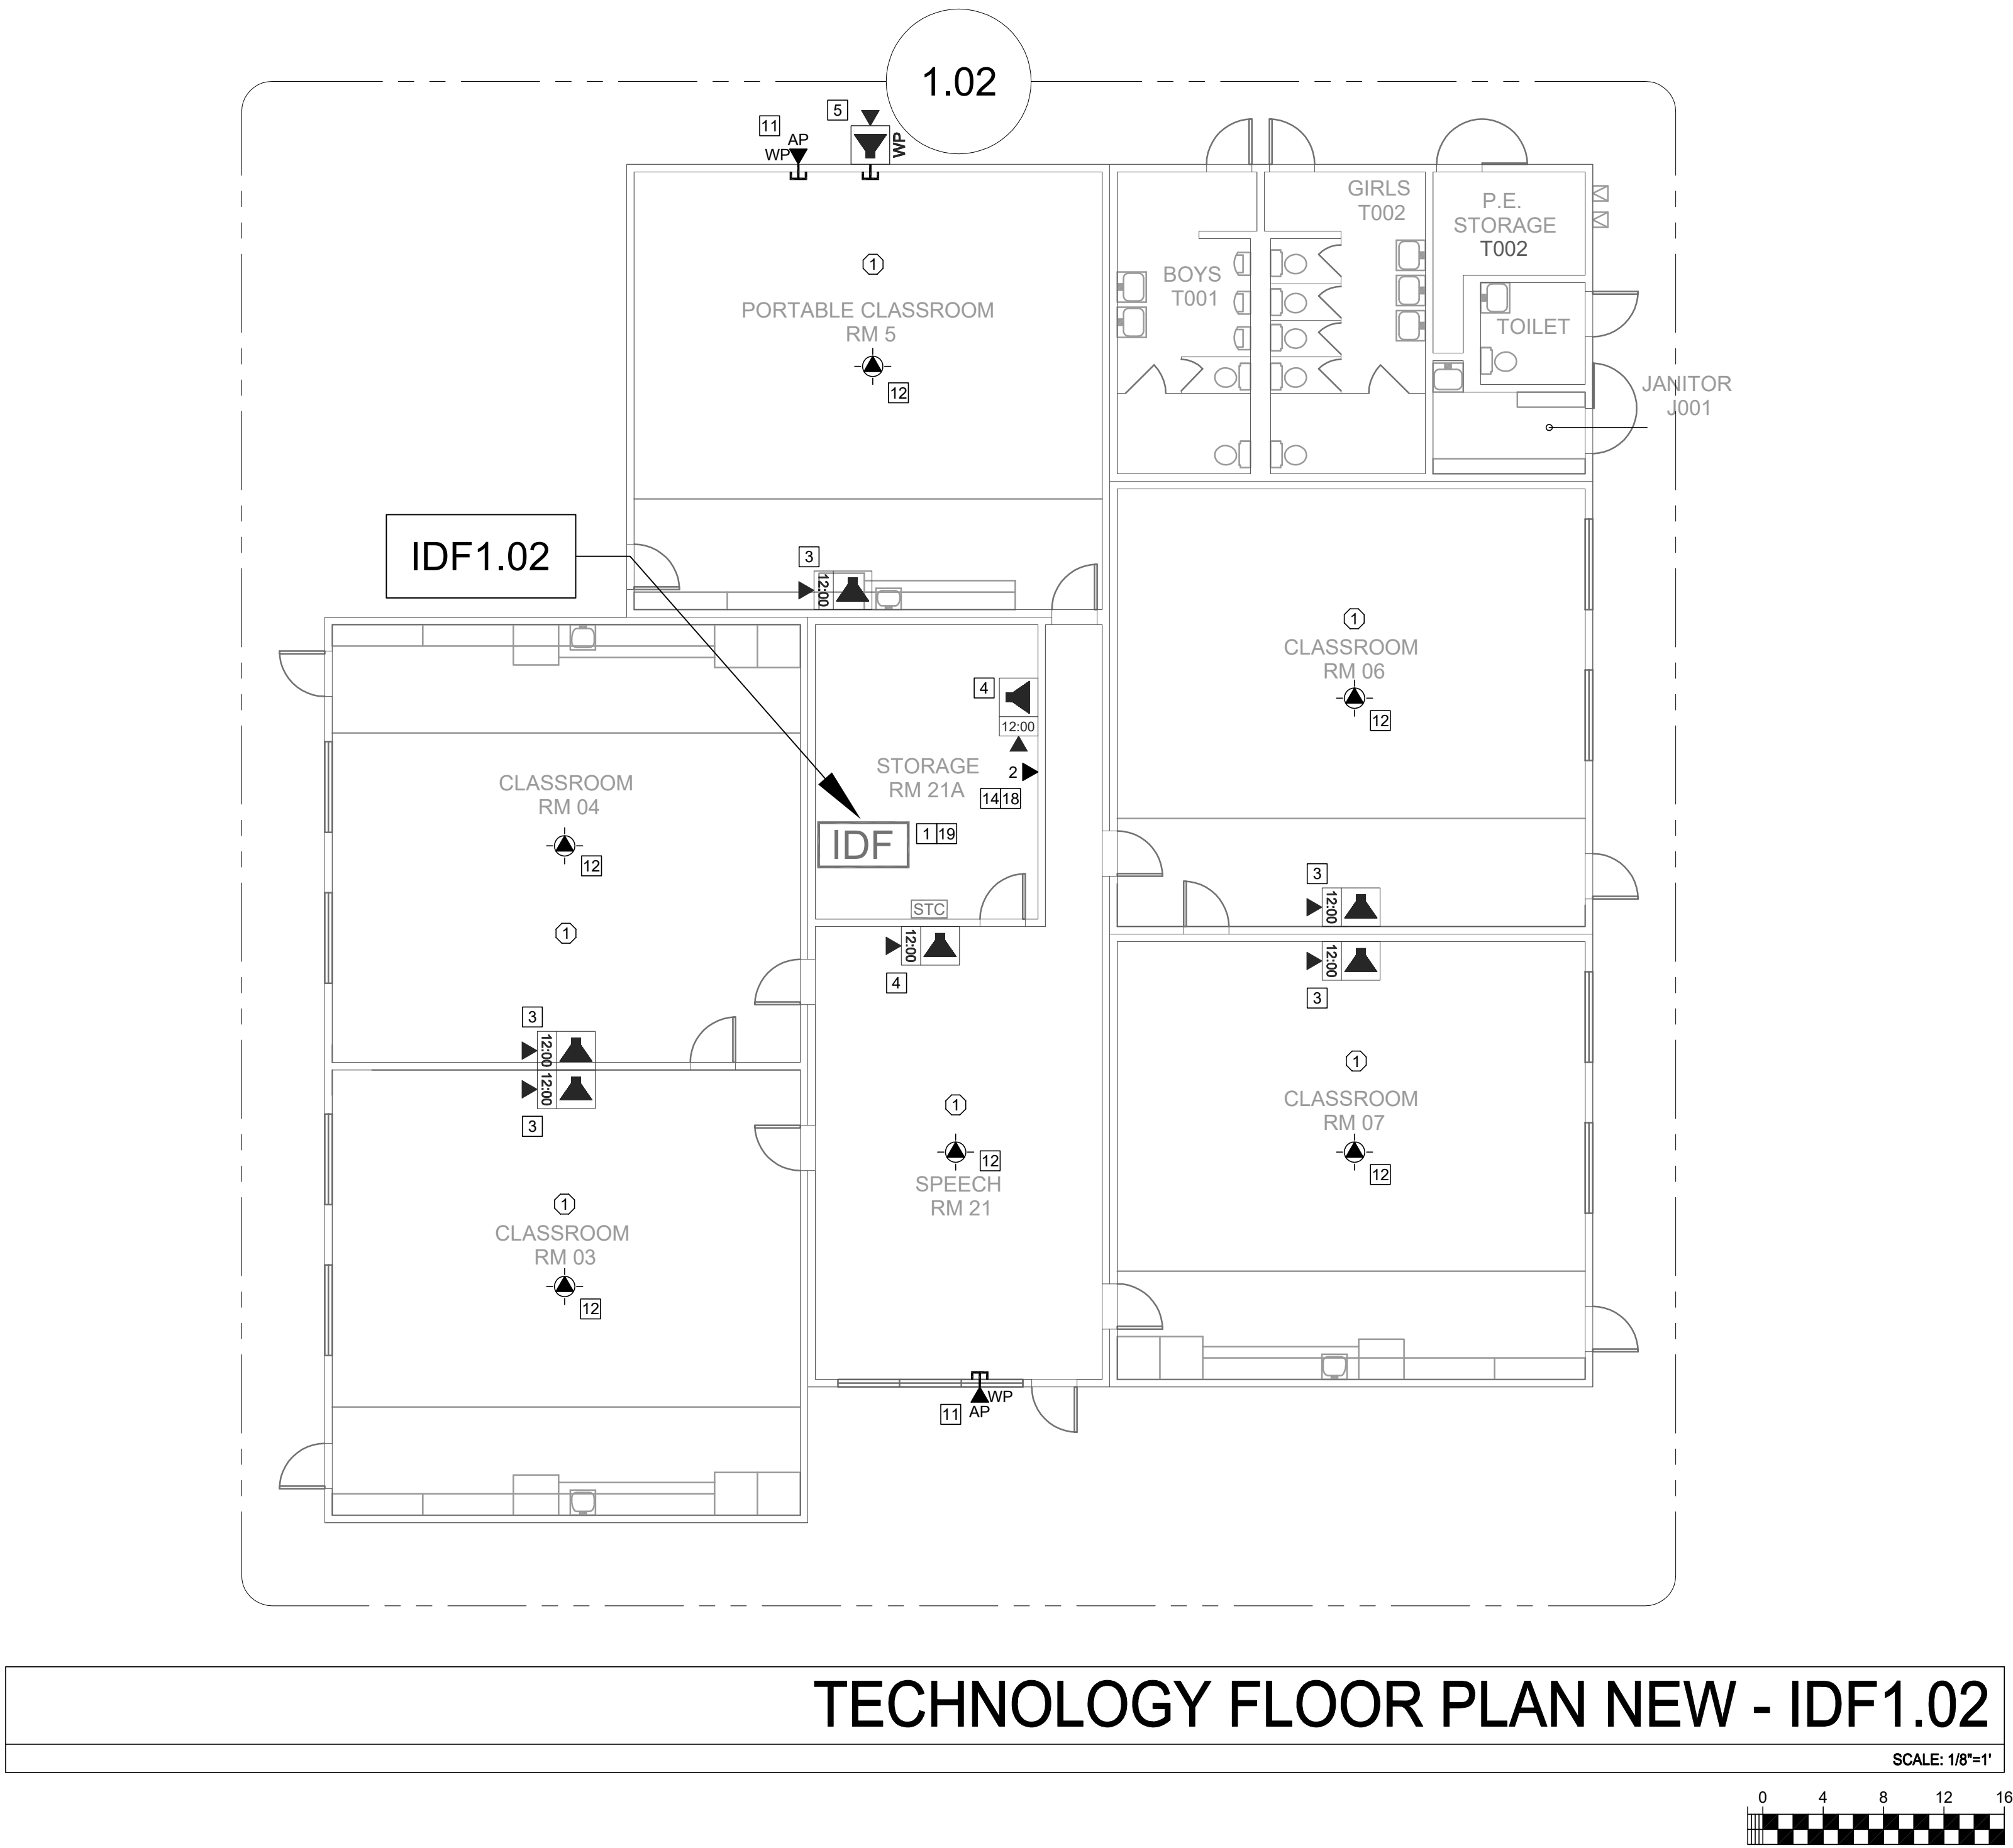 1.02
5
11
AP
WP
WP
GIRLS
T002
P.E.
STORAGE
T002
1
BOYS
T001
PORTABLE CLASSROOM
RM 5
TOILET
12
JANITOR
J001
IDF1.02
3
12:00
1
CLASSROOM
RM 06
12
4
12:00
STORAGE
RM 21A
2
14 18
CLASSROOM
RM 04
12
1 19
IDF
3
12:00
STC
1
12:00
4
12:00
3
3
12:00
12:00
3
1
CLASSROOM
RM 07
12
1
12
SPEECH
RM 21
1
CLASSROOM
RM 03
12
WP
11
AP
TECHNOLOGY FLOOR PLAN NEW - IDF1.02
SCALE: 1/8"=1'
0 4 8 12 16